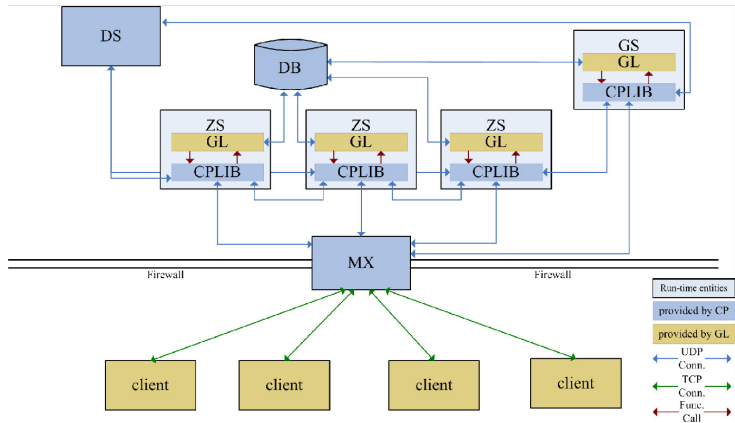 DS
GS
GL
CPLIB
DB
ZS
GL
CPLIB
ZS
GL
CPLIB
ZS
GL
CPLIB
MX
Firewall
Firewall
Run-time entities
provided by CP
provided by GL
UDP
Conn.
TCP
Conn.
Func.
Call
client
client
client
client